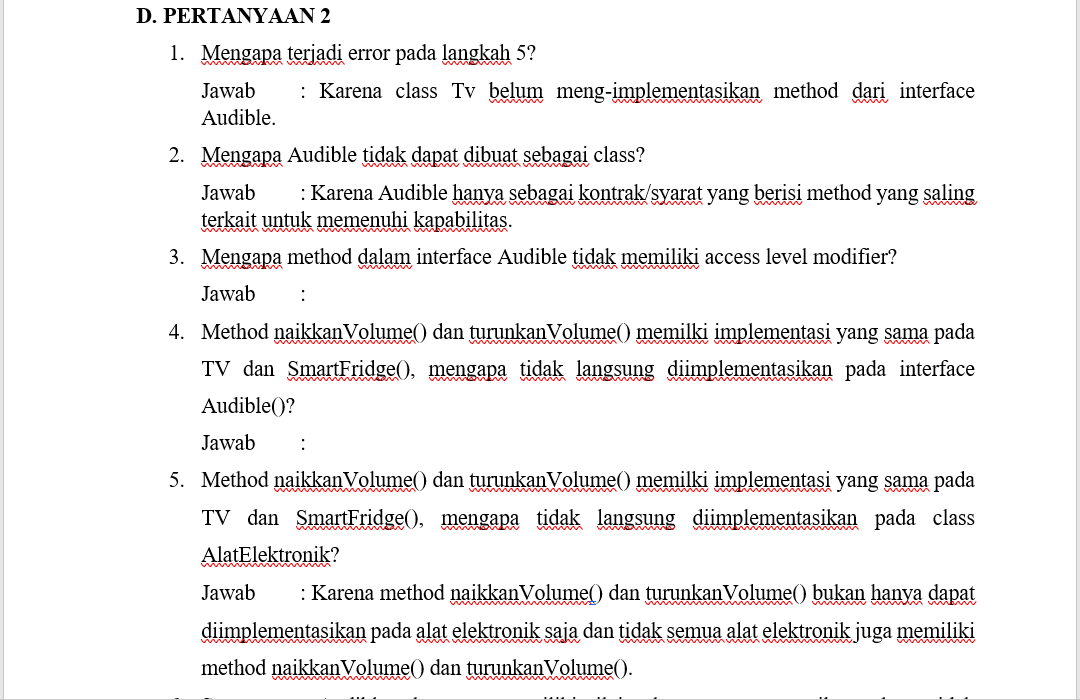 D. PERTANYAAN 2
1. Mengapa terjadi error pada langkah 5?
Jawab : Karena class Tv belum meng-implementasikan method dari interface
Audible.
2. Mengapa Audible tidak dapat dibuat sebagai class?
Jawab : Karena Audible hanya sebagai kontrak/syarat yang berisi method yang saling
terkait untuk memenuhi kapabilitas.
3. Mengapa method dalam interface Audible tidak memiliki access level modifier?
Jawab :
4. Method naikkanVolume() dan turunkanVolume() memilki implementasi yang sama pada
TV dan SmartFridge(), mengapa tidak langsung diimplementasikan pada interface
Audible()?
Jawab :
5. Method naikkanVolume() dan turunkanVolume() memilki implementasi yang sama pada
TV dan SmartFridge(), mengapa tidak langsung diimplementasikan pada class
AlatElektronik?
Jawab : Karena method naikkanVolume() dan turunkanVolume() bukan hanya dapat
diimplementasikan pada alat elektronik saja dan tidak semua alat elektronik juga memiliki
method naikkanVolume() dan turunkanVolume().